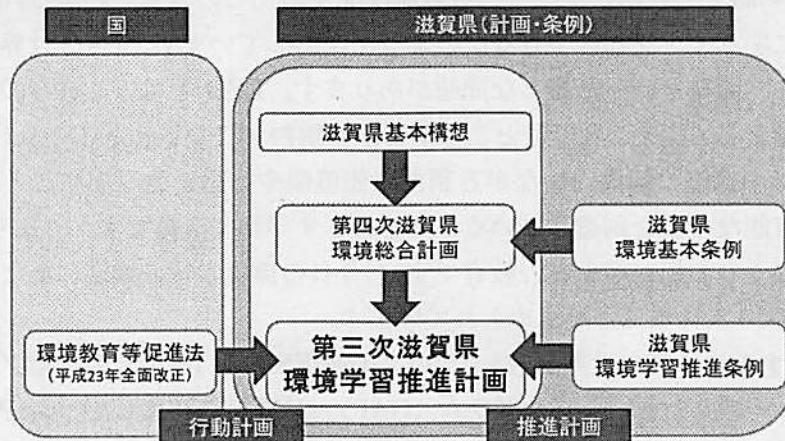 国
滋賀県(計画・条例)
滋賀県基本構想
第四次滋賀県
環境総合計画
滋賀県
環境基本条例
環境教育等促進法
(平成23年全面改正)
第三次滋賀県
環境学習推進計画
滋賀県
環境学習推進条例
行動計画
推進計画